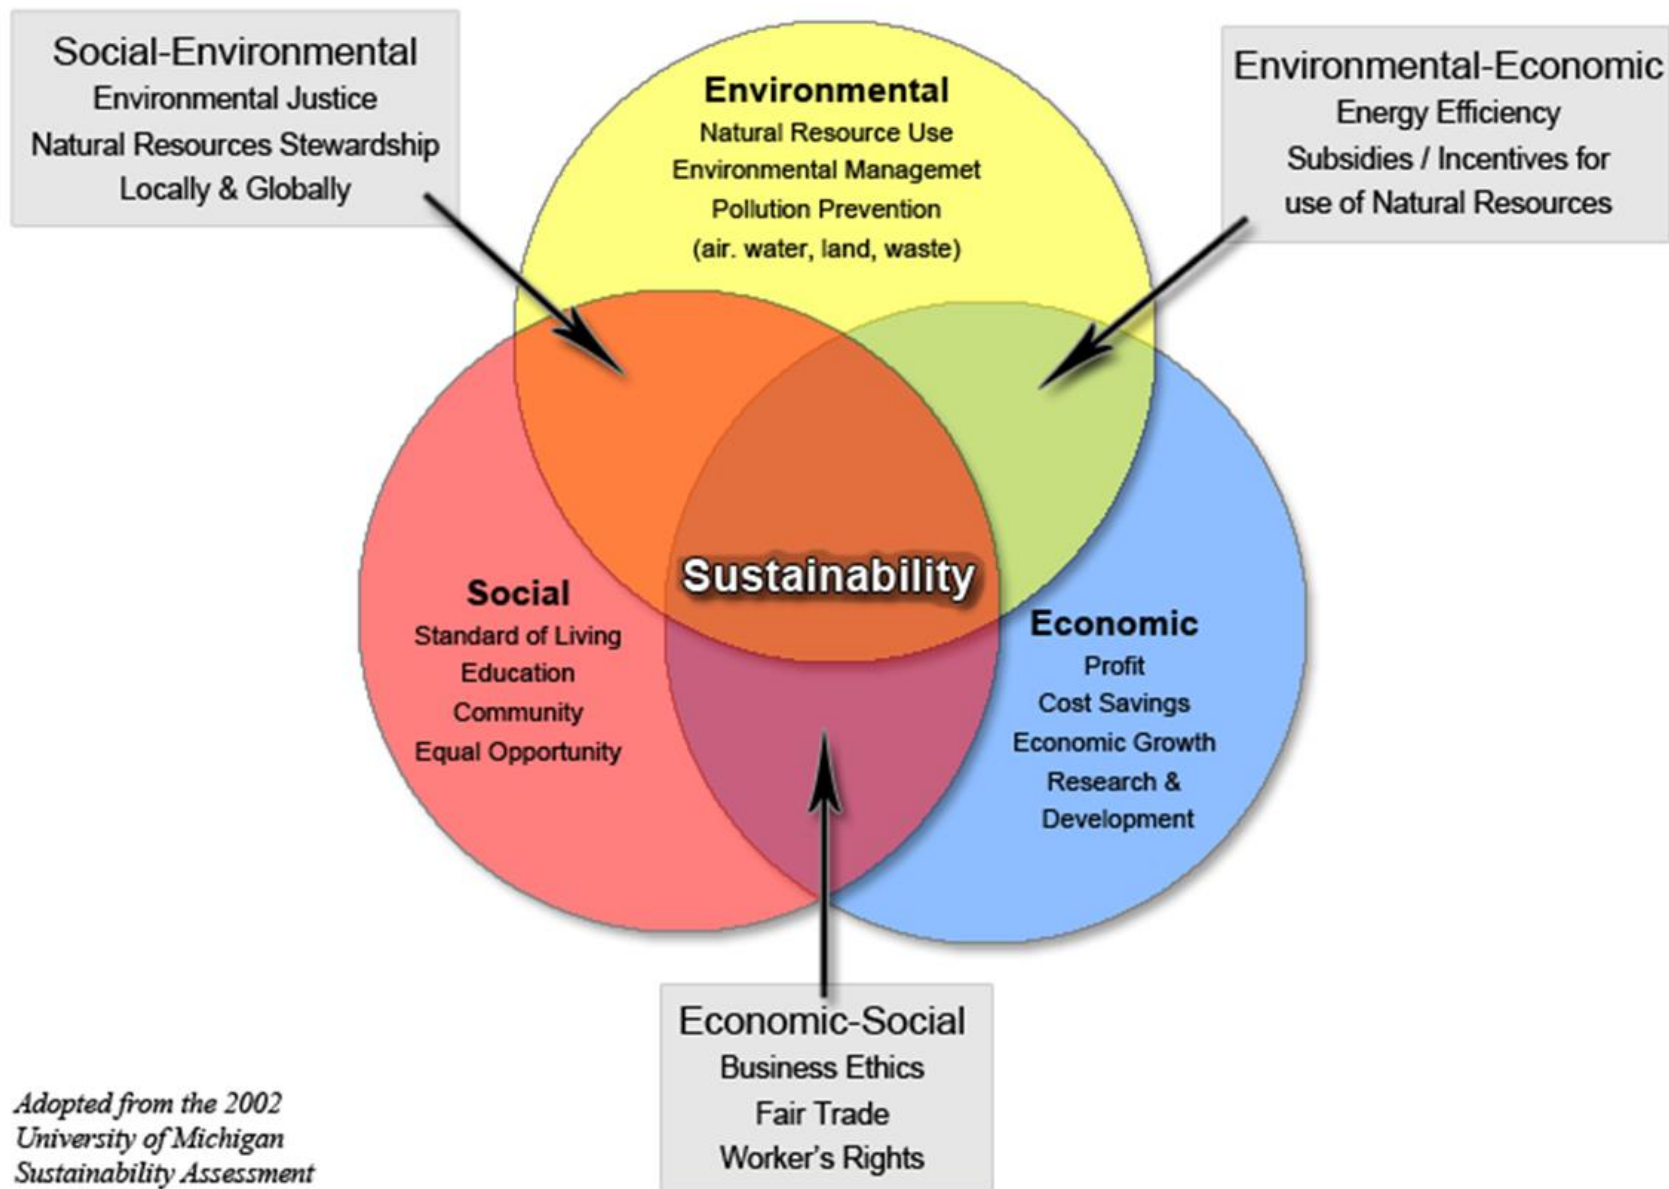 Social-Environmental
Environmental Justice
Natural Resources Stewardship
Locally & Globally
Environmental
Natural Resource Use
Environmental Managemet
Pollution Prevention
(air. water, land, waste)
Environmental-Economic
Energy Efficiency
Subsidies / Incentives for
use of Natural Resources
Sustainability
Social
Standard of Living
Education
Community
Equal Opportunity
Economic
Profit
Cost Savings
Economic Growth
Research &
Development
Economic-Social
Business Ethics
Fair Trade
Worker's Rights
Adopted from the 2002
University of Michigan
Sustainability Assessment